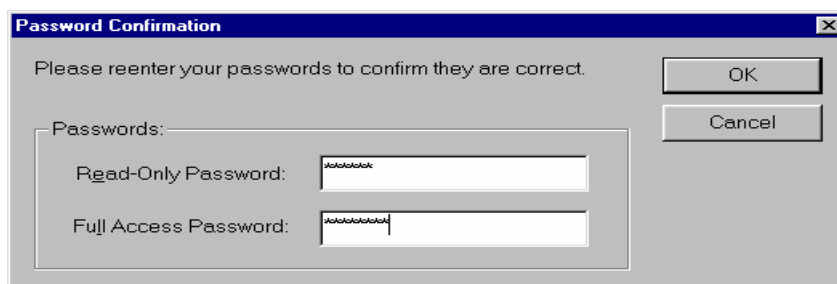 Password Confirmation
Please reenter your passwords to confirm they are correct.
OK
Cancel
Passwords:
Read-Only Password: *******
Full Access Password: *********